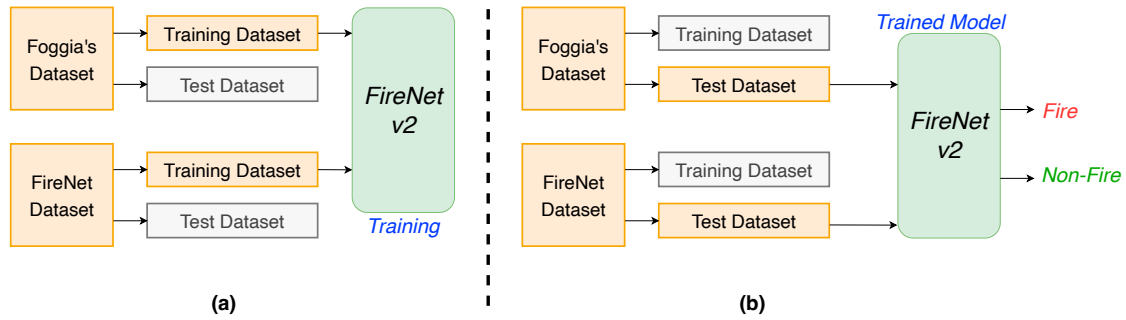 Foggia's
Dataset
Training Dataset
Test Dataset
FireNet
Dataset
Training Dataset
Test Dataset
FireNet
v2
Training
(a)
Foggia's
Dataset
Training Dataset
Test Dataset
FireNet
Dataset
Training Dataset
Test Dataset
Trained Model
FireNet
v2
Fire
Non-Fire
(b)